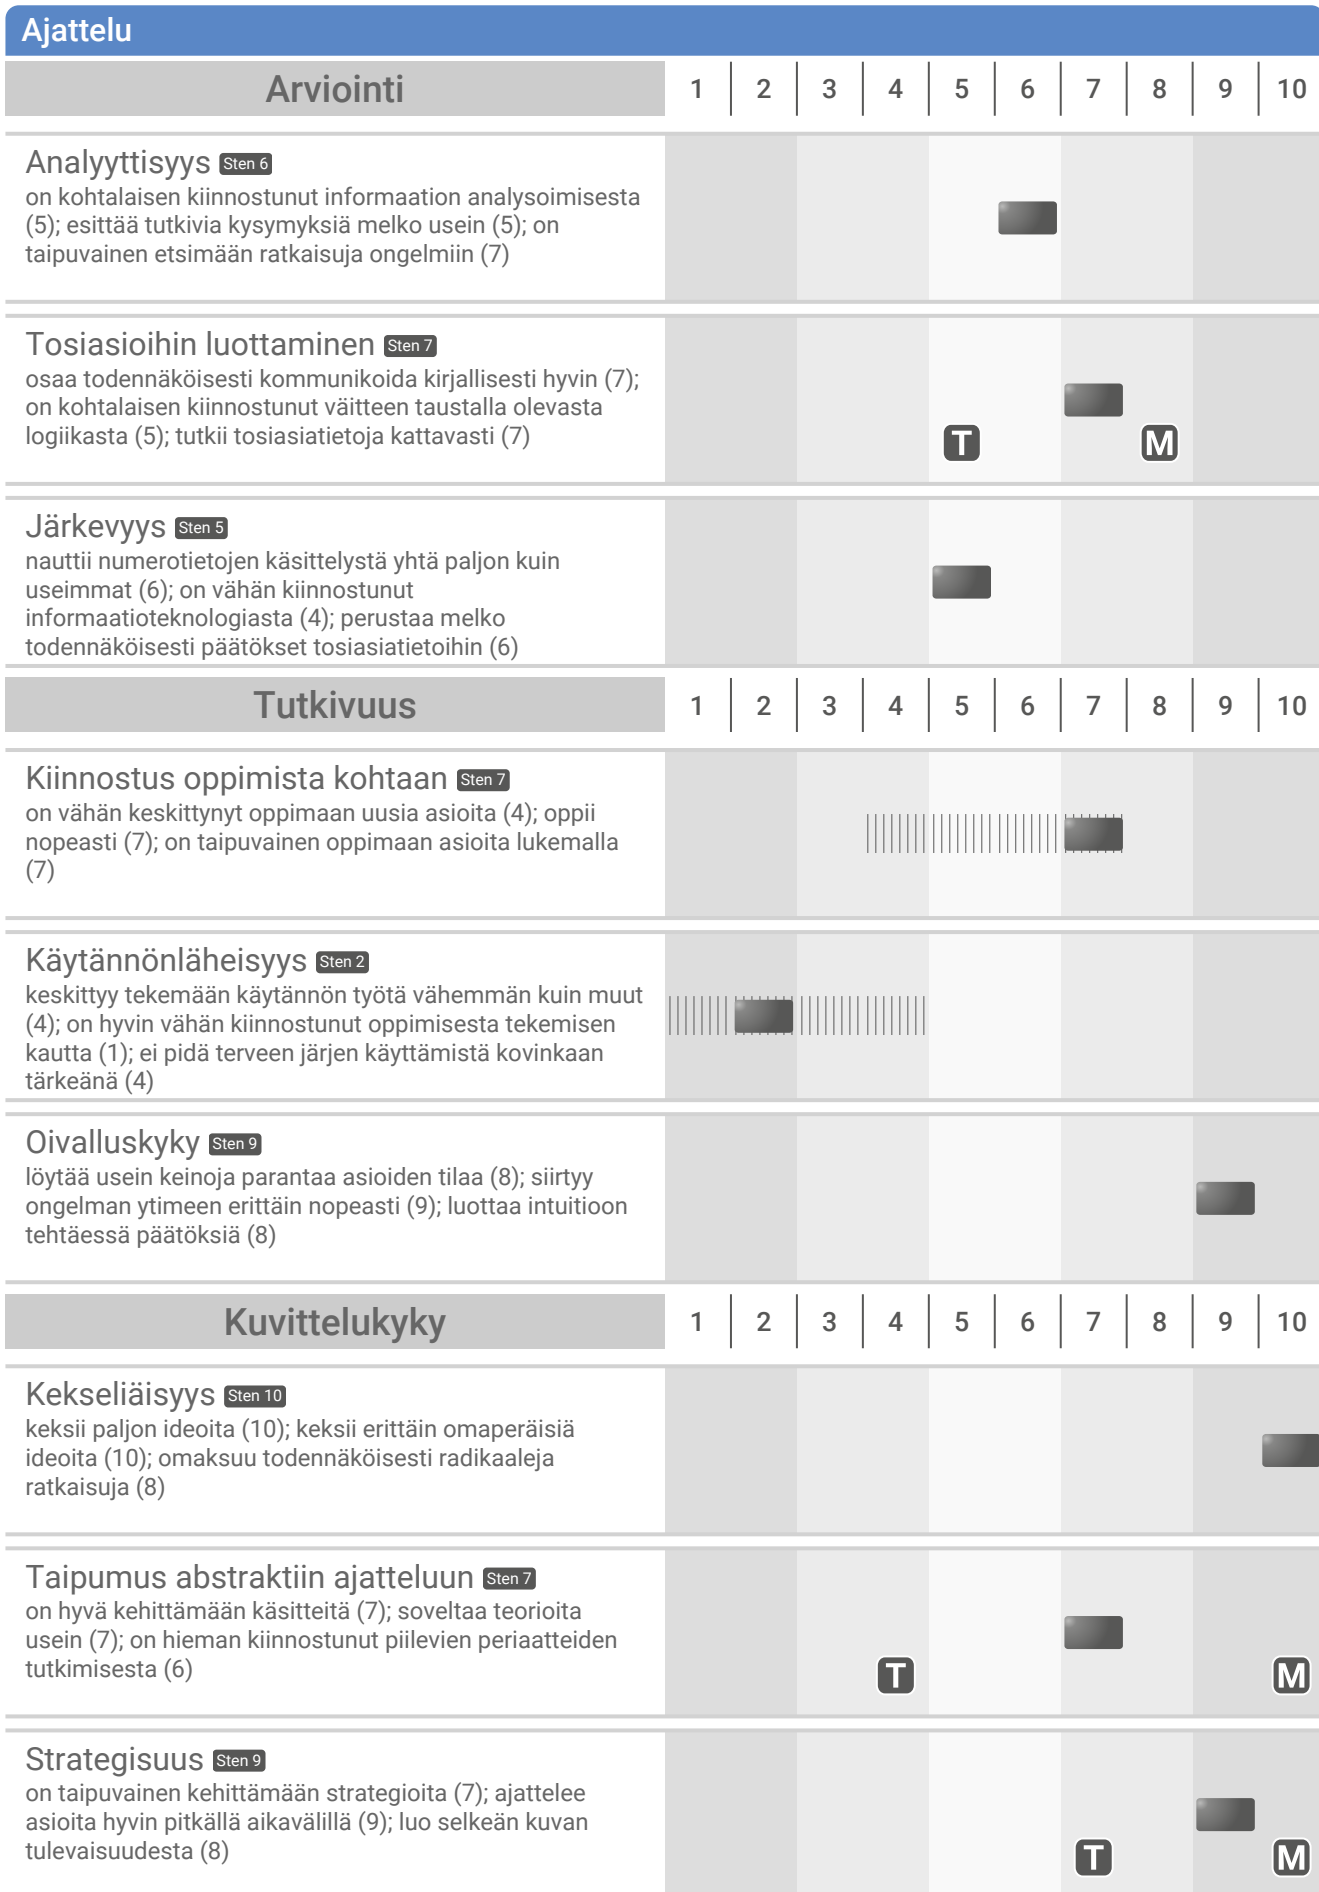 Ajattelu
Arviointi 1 2 3 4 5 6 7 8 9 10
Analyyttisyys Sten 6
on kohtalaisen kiinnostunut informaation analysoimisesta
(5); esittää tutkivia kysymyksiä melko usein (5); on
taipuvainen etsimään ratkaisuja ongelmiin (7)
Tosiasioihin luottaminen Sten 7
osaa todennäköisesti kommunikoida kirjallisesti hyvin (7);
on kohtalaisen kiinnostunut väitteen taustalla olevasta
logiikasta (5); tutkii tosiasiatietoja kattavasti (7)
T M
Järkevyys Sten 5
nauttii numerotietojen käsittelystä yhtä paljon kuin
useimmat (6); on vähän kiinnostunut
informaatioteknologiasta (4); perustaa melko
todennäköisesti päätökset tosiasiatietoihin (6)
Tutkivuus 1 2 3 4 5 6 7 8 9 10
Kiinnostus oppimista kohtaan Sten 7
on vähän keskittynyt oppimaan uusia asioita (4); oppii
nopeasti (7); on taipuvainen oppimaan asioita lukemalla
(7)
Käytännönläheisyys Sten 2
keskittyy tekemään käytännön työtä vähemmän kuin muut
(4); on hyvin vähän kiinnostunut oppimisesta tekemisen
kautta (1); ei pidä terveen järjen käyttämistä kovinkaan
tärkeänä (4)
Oivalluskyky Sten 9
löytää usein keinoja parantaa asioiden tilaa (8); siirtyy
ongelman ytimeen erittäin nopeasti (9); luottaa intuitioon
tehtäessä päätöksiä (8)
Kuvittelukyky 1 2 3 4 5 6 7 8 9 10
Kekseliäisyys Sten 10
keksii paljon ideoita (10); keksii erittäin omaperäisiä
ideoita (10); omaksuu todennäköisesti radikaaleja
ratkaisuja (8)
Taipumus abstraktiin ajatteluun Sten 7
on hyvä kehittämään käsitteitä (7); soveltaa teorioita
usein (7); on hieman kiinnostunut piilevien periaatteiden
tutkimisesta (6)
T M
Strategisuus Sten 9
on taipuvainen kehittämään strategioita (7); ajattelee
asioita hyvin pitkällä aikavälillä (9); luo selkeän kuvan
tulevaisuudesta (8)
T M